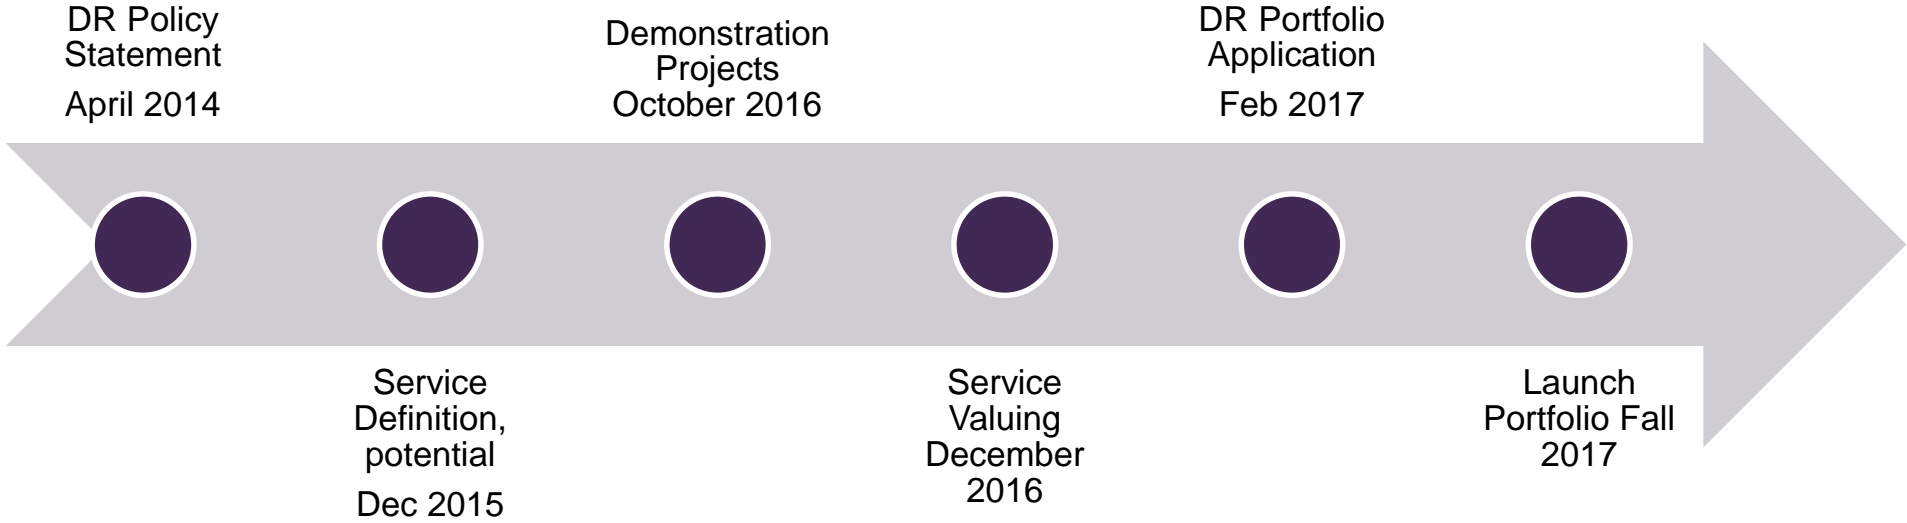 DR Policy
Statement
April 2014
Service
Definition,
potential
Dec 2015
Demonstration
Projects
October 2016
Service
Valuing
December
2016
DR Portfolio
Application
Feb 2017
Launch
Portfolio Fall
2017